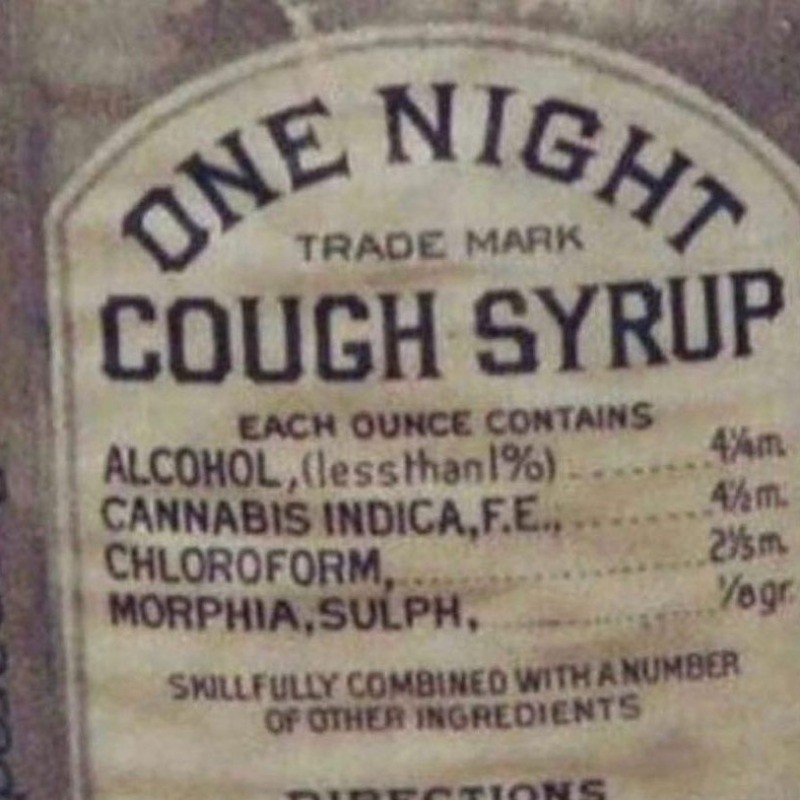 ONE NIGHT
TRADE MARK
COUGH SYRUP
EACH OUNCE CONTAINS
ALCOHOL,(less than 1%) 4¼m.
CANNABIS INDICA,F.E., 4½m.
CHLOROFORM, 2⅓m.
MORPHIA,SULPH, ⅛gr.
SKILLFULLY COMBINED WITH A NUMBER
OF OTHER INGREDIENTS
DIRECTIONS